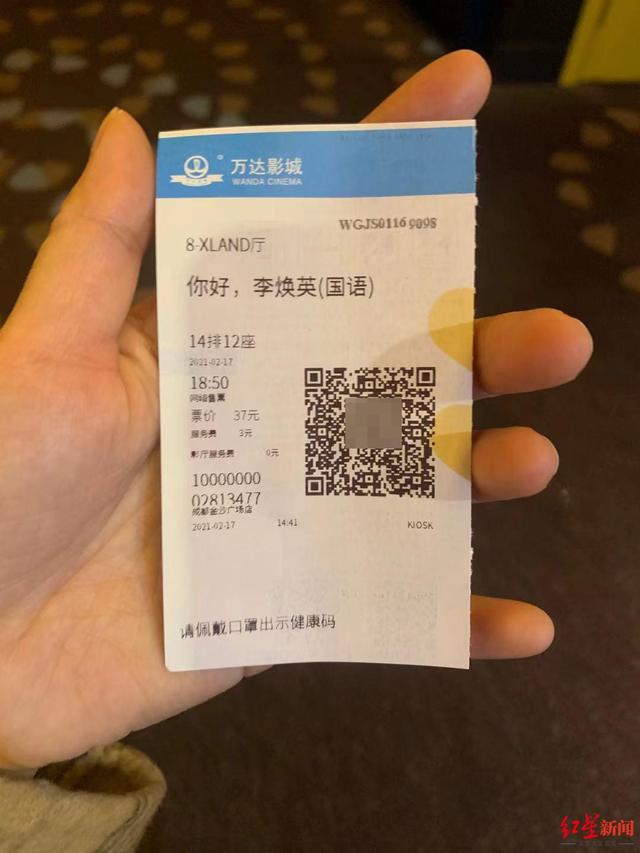 万达影城
WANDA CINEMA
WGJS01169098
8-XLAND厅
你好，李焕英(国语)
14排12座
2021-02-17
18:50
网络售票
票价 37元
服务费 3元
影厅服务费 0元
10000000
02813477
成都金沙广场店
2021-02-17 14:41 KIOSK
请佩戴口罩出示健康码
红星新闻